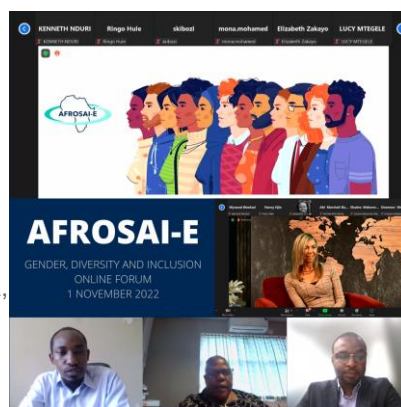 KENNETH NDURI Ringo Hule skibozi mona.mohamed Elizabeth Zakayo LUCY MTEGELE
KENNETH NDURI Ringo Hule skibozi mona.mohamed Elizabeth Zakayo LUCY MTEGELE
AFROSAI-E
AFROSAI-E
GENDER, DIVERSITY AND INCLUSION
ONLINE FORUM
1 NOVEMBER 2022